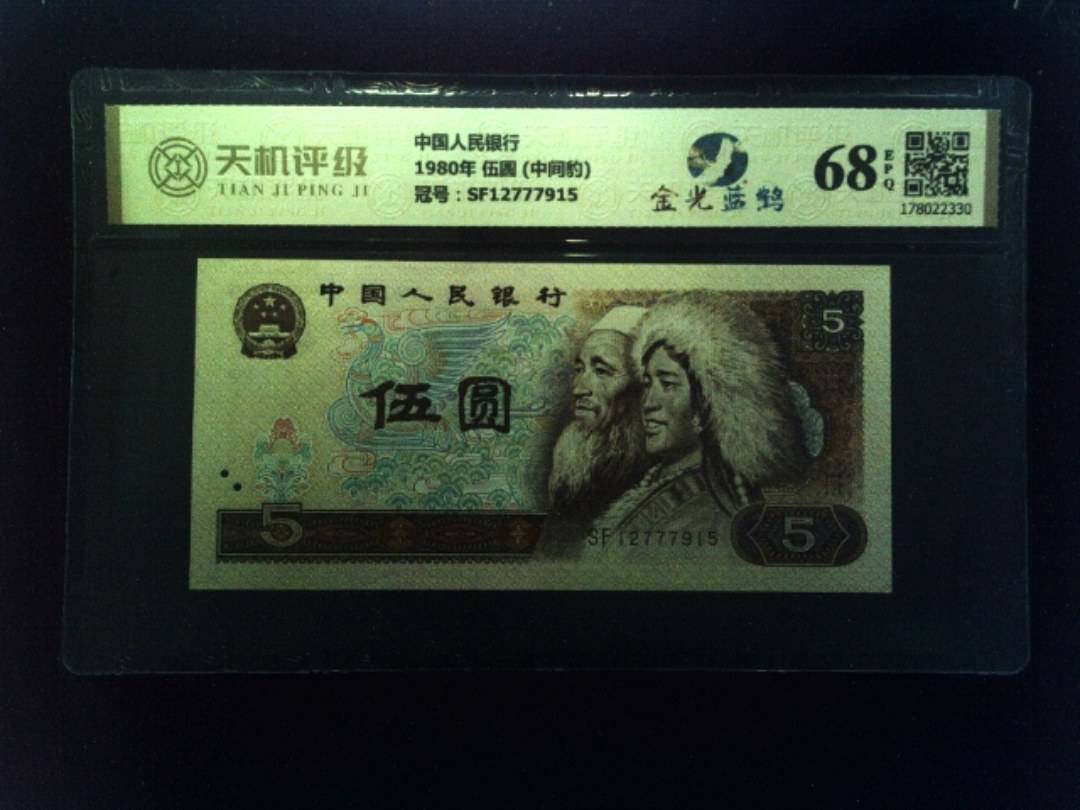 天机评级
TIAN JI PING JI
中国人民银行
1980年 伍圆 (中间豹)
冠号：SF12777915
金光蓝鹤
68 EPQ
178022330
中国人民银行
5
伍圆
5
SF12777915
5